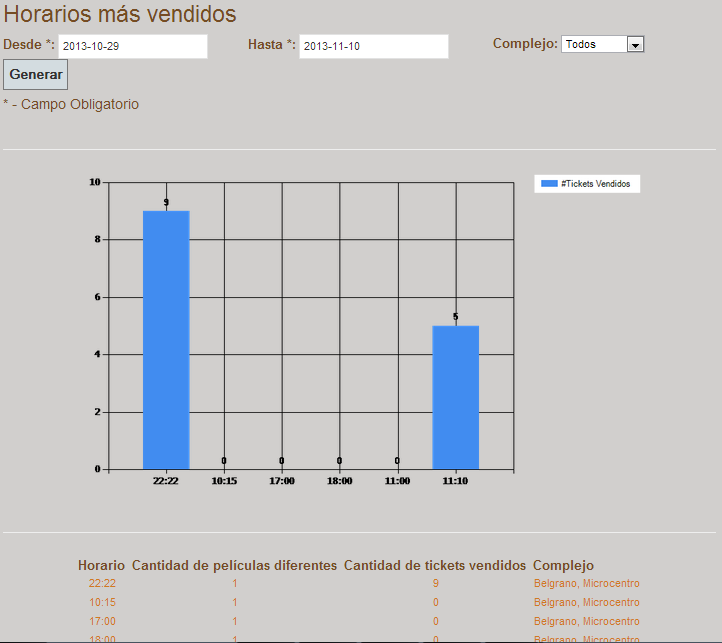 Horarios más vendidos
Desde *: 2013-10-29 Hasta *: 2013-11-10 Complejo: Todos
Generar
* - Campo Obligatorio
#Tickets Vendidos
10
9
8
6
5
4
2
0 0 0 0 0
22:22 10:15 17:00 18:00 11:00 11:10
Horario Cantidad de películas diferentes Cantidad de tickets vendidos Complejo
22:22 1 9 Belgrano, Microcentro
10:15 1 0 Belgrano, Microcentro
17:00 1 0 Belgrano, Microcentro
18:00 1 0 Belgrano, Microcentro